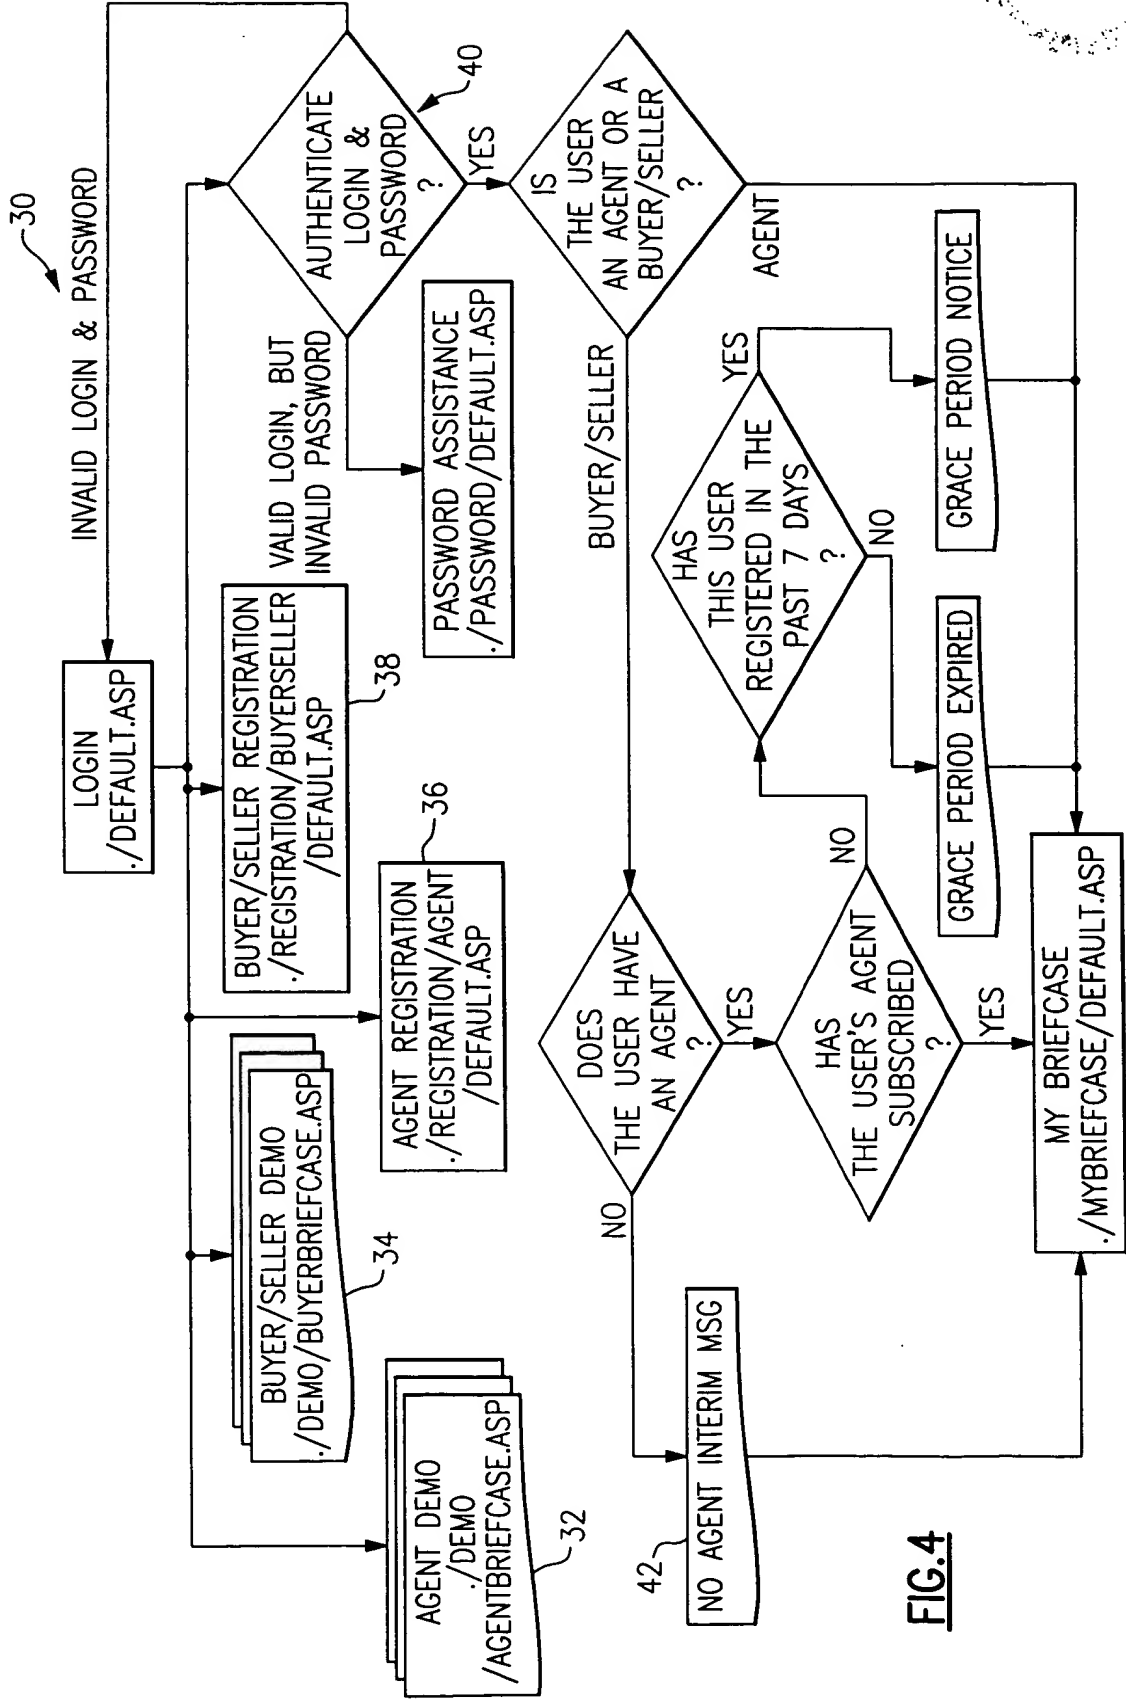 30
INVALID LOGIN & PASSWORD
LOGIN
./DEFAULT.ASP
AGENT DEMO
./DEMO
/AGENTBRIEFCASE.ASP
32
BUYER/SELLER DEMO
./DEMO/BUYERBRIEFCASE.ASP
34
AGENT REGISTRATION
./REGISTRATION/AGENT
/DEFAULT.ASP
36
BUYER/SELLER REGISTRATION
./REGISTRATION/BUYERSELLER
/DEFAULT.ASP
38
VALID LOGIN, BUT
INVALID PASSWORD
PASSWORD ASSISTANCE
./PASSWORD/DEFAULT.ASP
AUTHENTICATE
LOGIN &
PASSWORD
?
40
YES
IS
THE USER
AN AGENT OR A
BUYER/SELLER
?
BUYER/SELLER
AGENT
DOES
THE USER HAVE
AN AGENT
?
NO
YES
42
NO AGENT INTERIM MSG
HAS
THE USER'S AGENT
SUBSCRIBED
?
NO
YES
HAS
THIS USER
REGISTERED IN THE
PAST 7 DAYS
?
YES
NO
GRACE PERIOD EXPIRED
GRACE PERIOD NOTICE
MY BRIEFCASE
./MYBRIEFCASE/DEFAULT.ASP
FIG.4